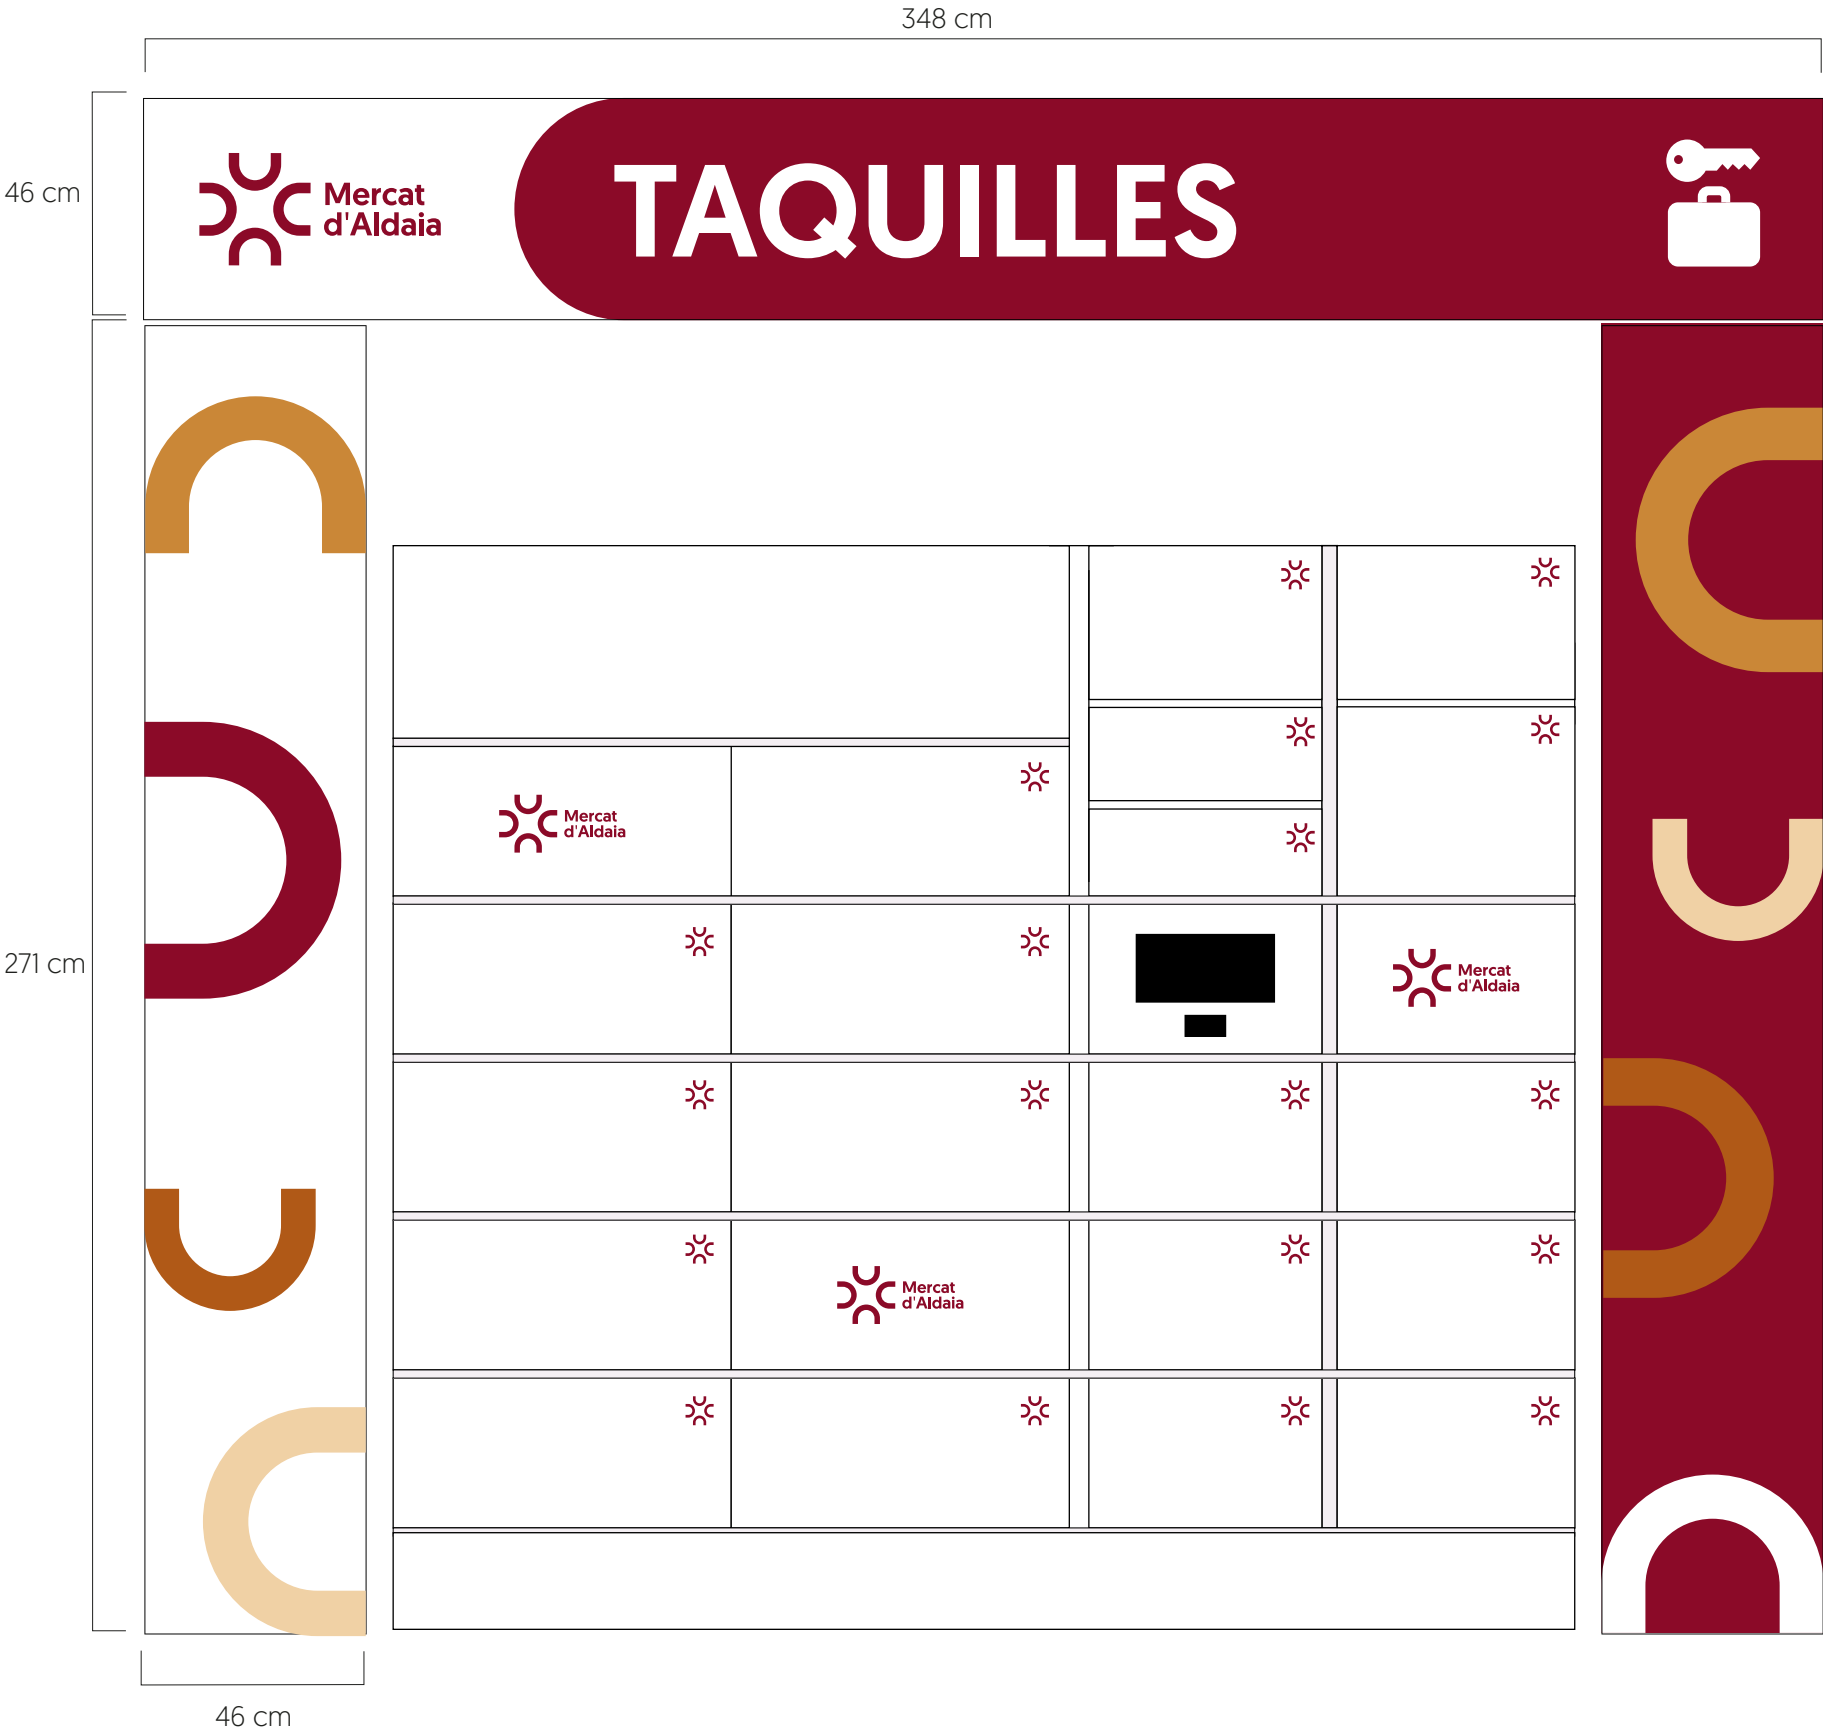 348 cm
46 cm
Mercat
d'Aldaia
TAQUILLES
271 cm
Mercat
d'Aldaia
Mercat
d'Aldaia
Mercat
d'Aldaia
46 cm